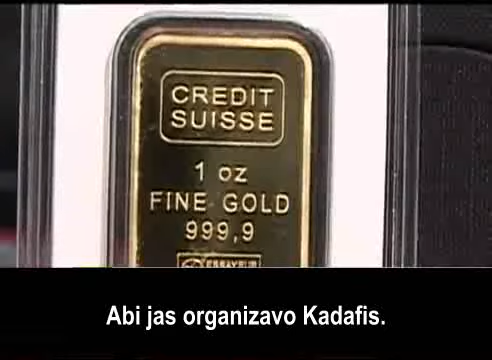 CREDIT
SUISSE
1 oz
FINE GOLD
999,9
Abi jas organizavo Kadafis.